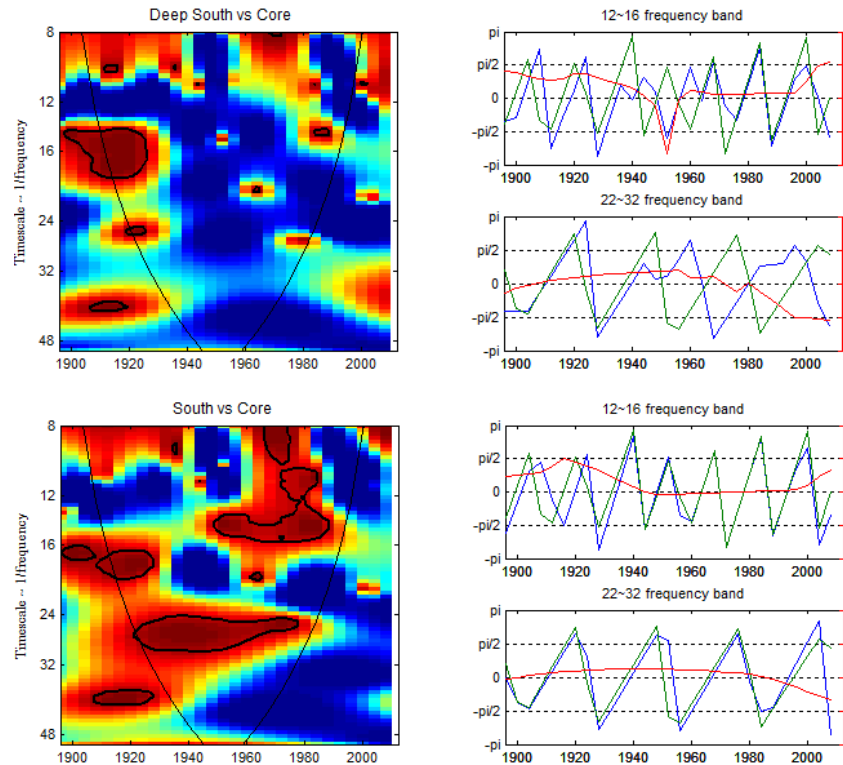 Deep South vs Core
8
12
16
24
32
48
Timescale ~ 1/frequency
1900 1920 1940 1960 1980 2000
12~16 frequency band
pi
pi/2
0
-pi/2
-pi
1900 1920 1940 1960 1980 2000
22~32 frequency band
pi
pi/2
0
-pi/2
-pi
1900 1920 1940 1960 1980 2000
South vs Core
8
12
16
24
32
48
Timescale ~ 1/frequency
1900 1920 1940 1960 1980 2000
12~16 frequency band
pi
pi/2
0
-pi/2
-pi
1900 1920 1940 1960 1980 2000
22~32 frequency band
pi
pi/2
0
-pi/2
-pi
1900 1920 1940 1960 1980 2000